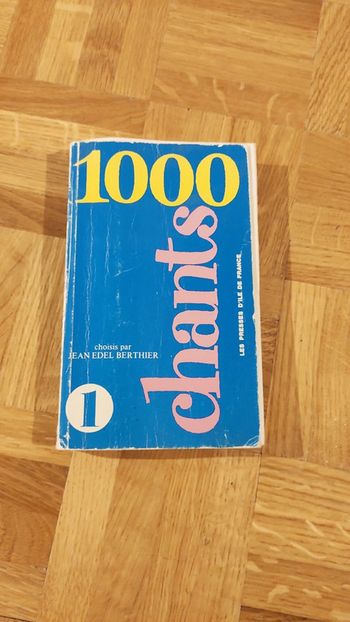 1000
chants
choisis par
JEAN EDEL BERTHIER
1
LES PRESSES D'ILE DE FRANCE